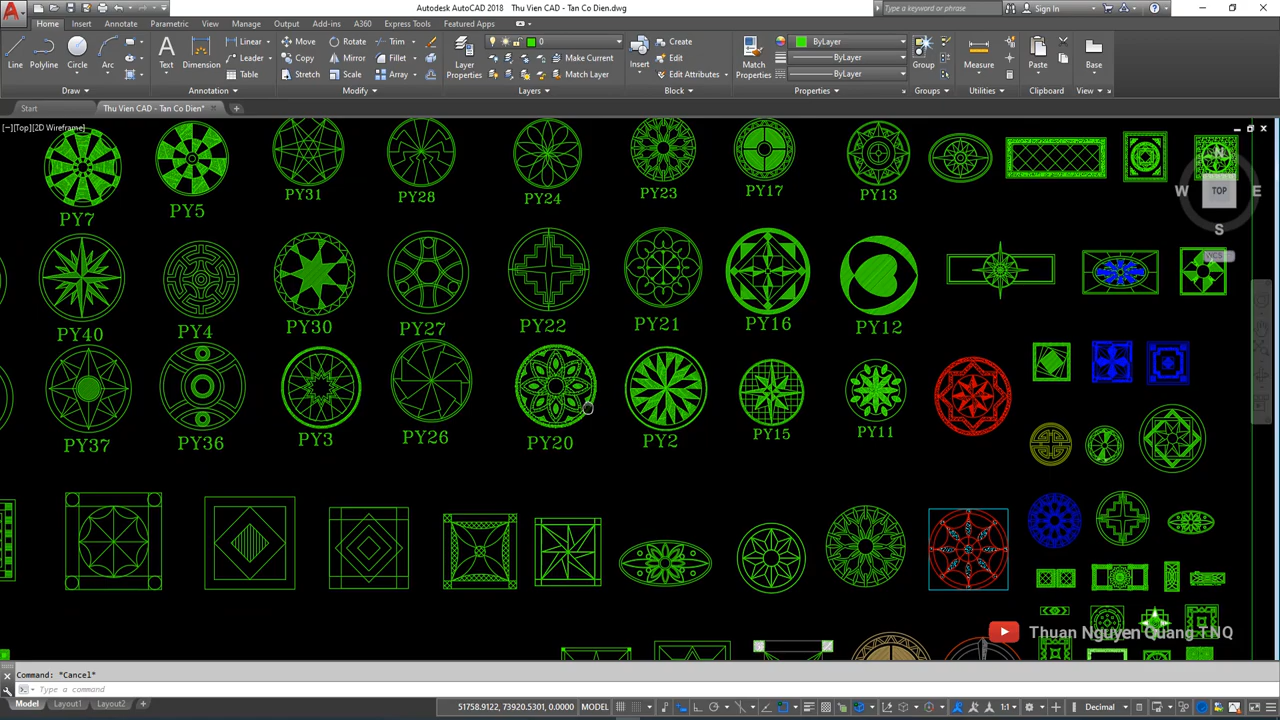 Autodesk AutoCAD 2018 Thu Vien CAD - Tan Co Dien.dwg
Type a keyword or phrase
Sign In
Home Insert Annotate Parametric View Manage Output Add-ins A360 Express Tools Featured Apps
Line Polyline Circle Arc Text Dimension
Linear
Leader
Table
Move Rotate Trim
Copy Mirror Fillet
Stretch Scale Array
Layer Properties
0
Make Current
Match Layer
Insert
Create
Edit
Edit Attributes
Match Properties
ByLayer
ByLayer
ByLayer
Group Measure Paste Base
Draw Annotation Modify Layers Block Properties Groups Utilities Clipboard View
Start Thu Vien CAD - Tan Co Dien*
[−][Top][2D Wireframe]
N
W TOP E
S
WCS
PY7 PY5 PY31 PY28 PY24 PY23 PY17 PY13
PY40 PY4 PY30 PY27 PY22 PY21 PY16 PY12
PY37 PY36 PY3 PY26 PY20 PY2 PY15 PY11
Thuan Nguyen Quang TNQ
Command: *Cancel*
Type a command
Model Layout1 Layout2
51758.9122, 73920.5301, 0.0000 MODEL 1:1 Decimal